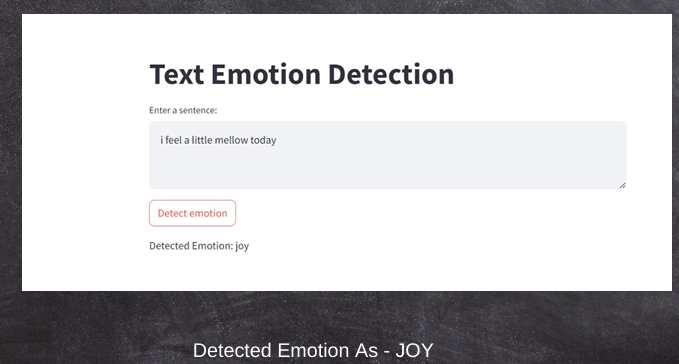 Text Emotion Detection
Enter a sentence:
i feel a little mellow today
Detect emotion
Detected Emotion: joy
Detected Emotion As - JOY